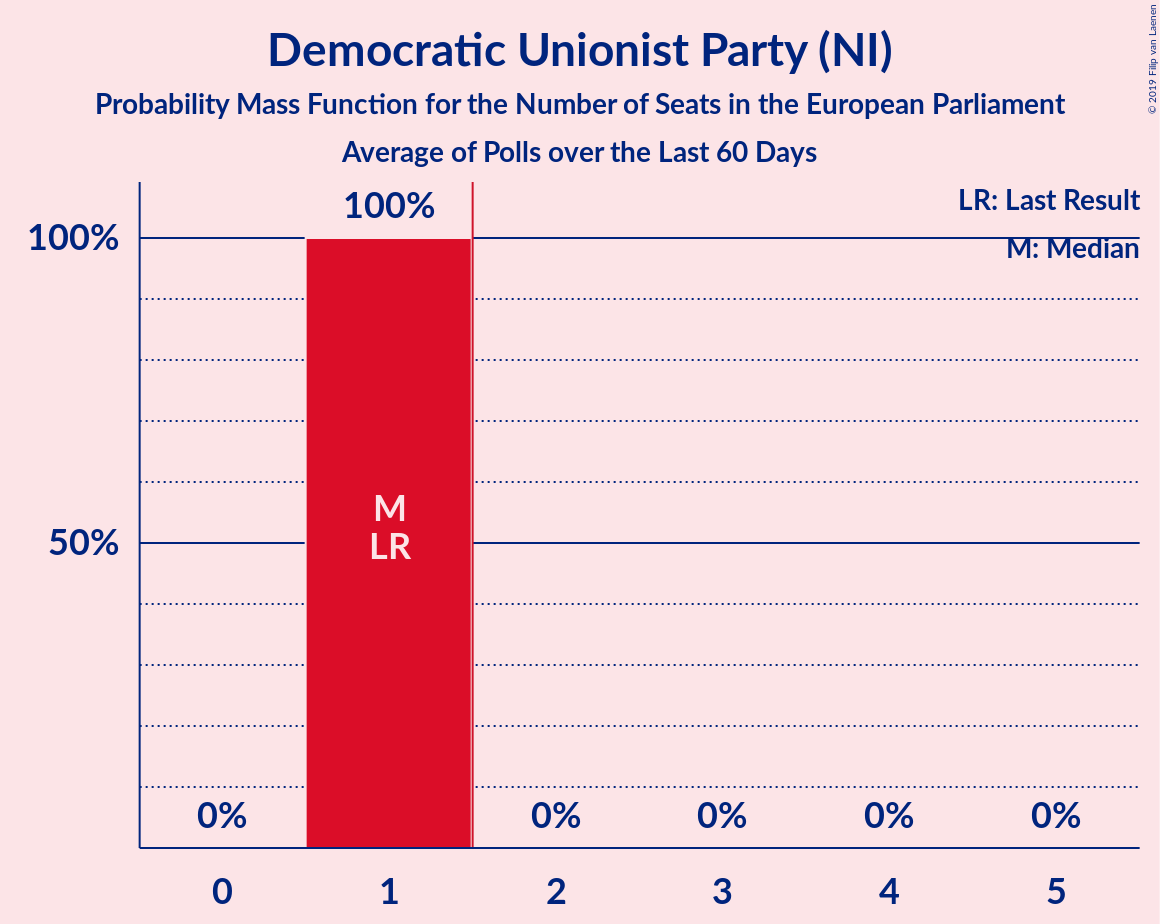 Democratic Unionist Party (NI)
Probability Mass Function for the Number of Seats in the European Parliament
Average of Polls over the Last 60 Days
© 2019 Filip van Laenen
LR: Last Result
M: Median
100%
100%
50%
M
LR
0%
0%
0%
0%
0%
0
1
2
3
4
5